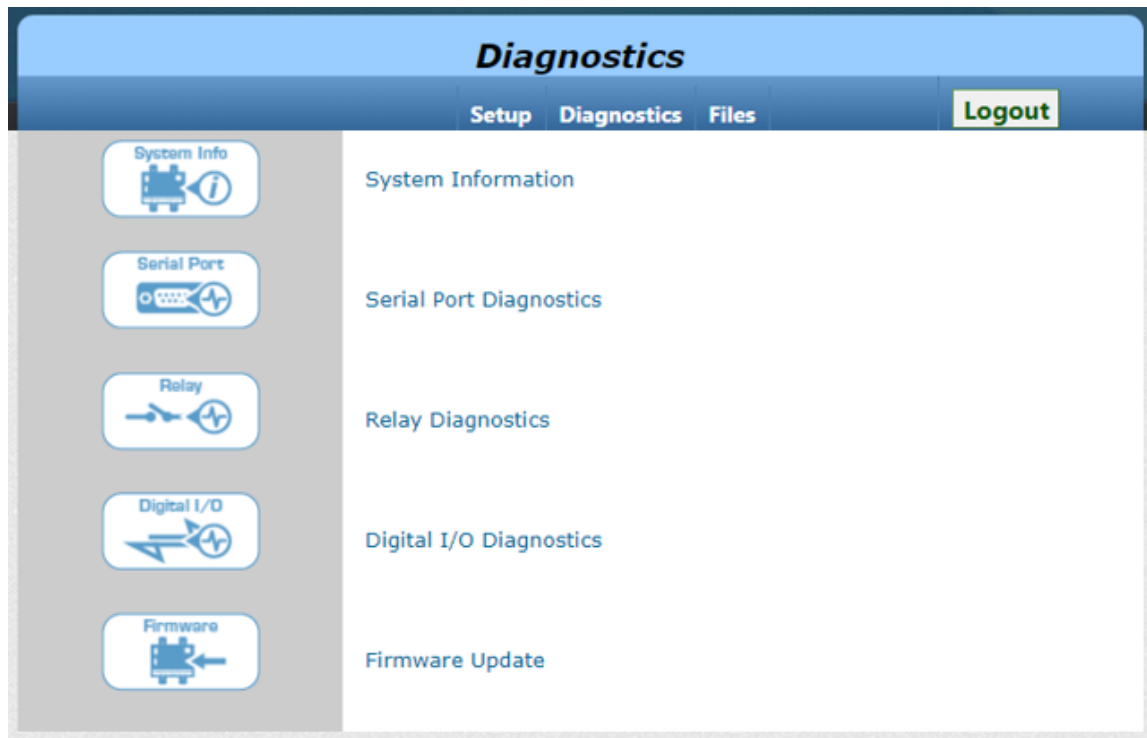 Diagnostics
Setup Diagnostics Files Logout
System Info
System Information
Serial Port
Serial Port Diagnostics
Relay
Relay Diagnostics
Digital I/O
Digital I/O Diagnostics
Firmware
Firmware Update